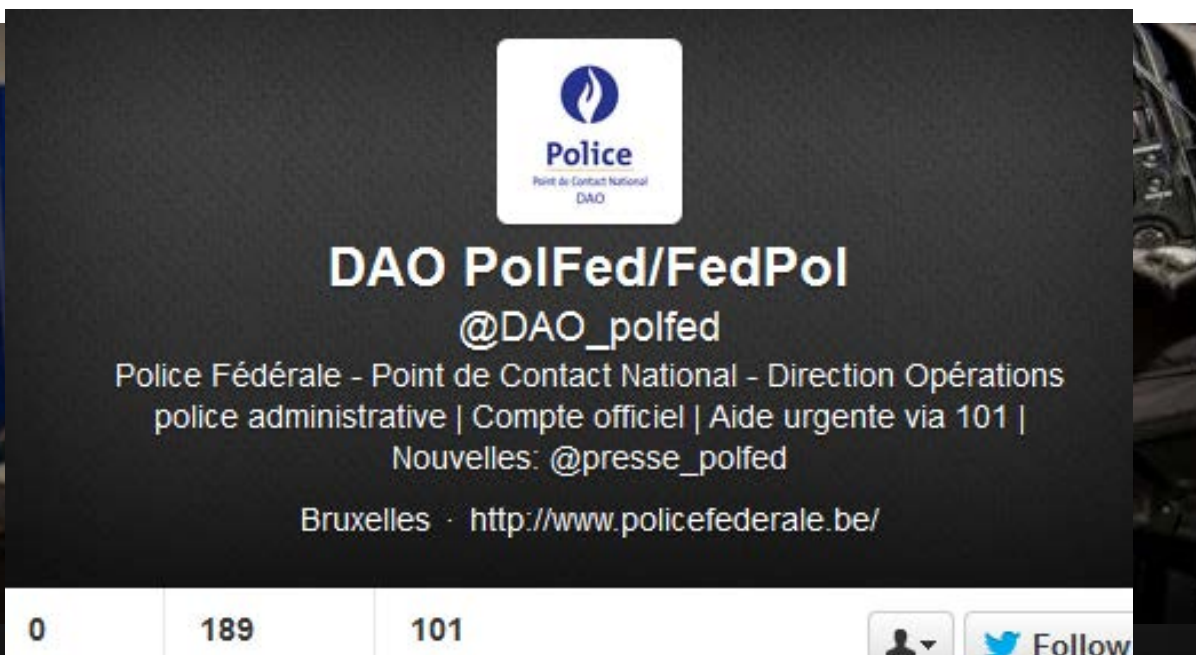 Police
Point de Contact National
DAO
DAO PolFed/FedPol
@DAO_polfed
Police Fédérale - Point de Contact National - Direction Opérations
police administrative | Compte officiel | Aide urgente via 101 |
Nouvelles: @presse_polfed
Bruxelles · http://www.policefederale.be/
0 189 101 Follow